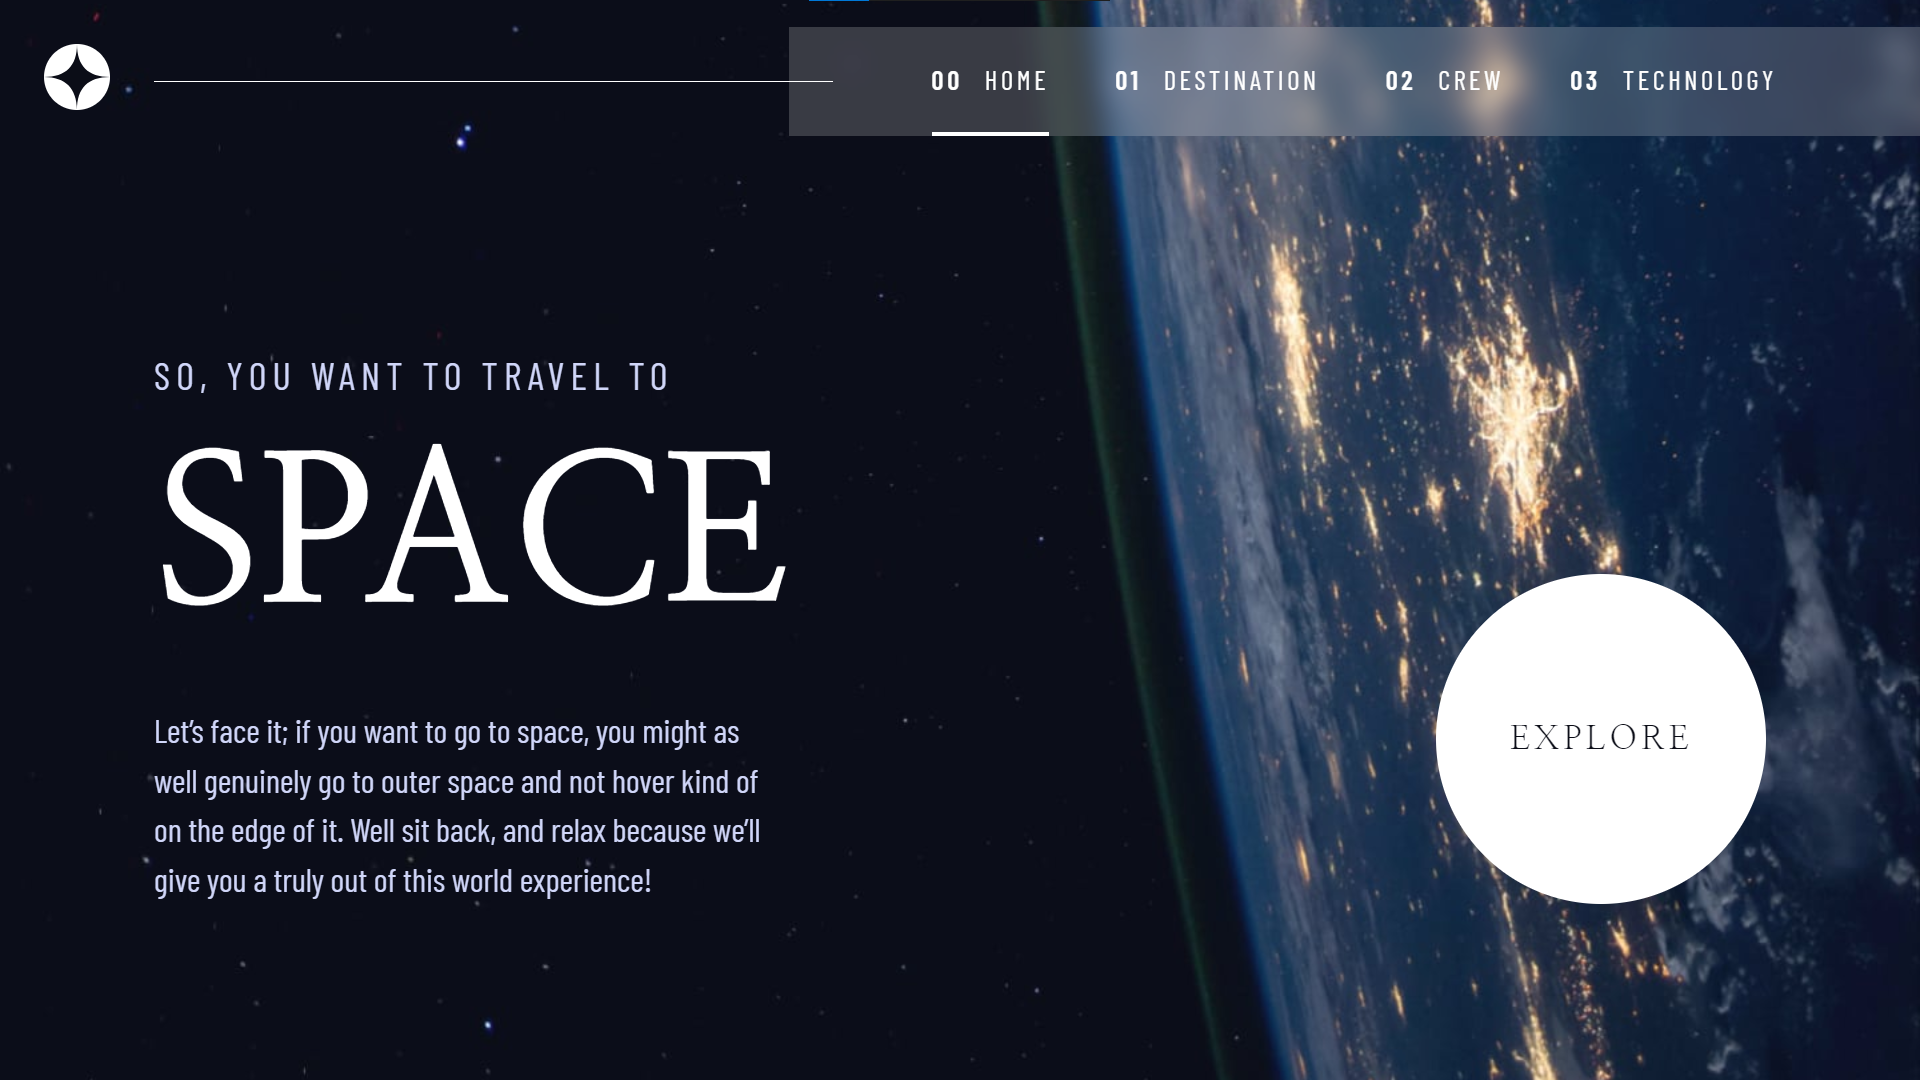 00 HOME 01 DESTINATION 02 CREW 03 TECHNOLOGY
SO, YOU WANT TO TRAVEL TO
SPACE
Let’s face it; if you want to go to space, you might as
well genuinely go to outer space and not hover kind of
on the edge of it. Well sit back, and relax because we’ll
give you a truly out of this world experience!
EXPLORE